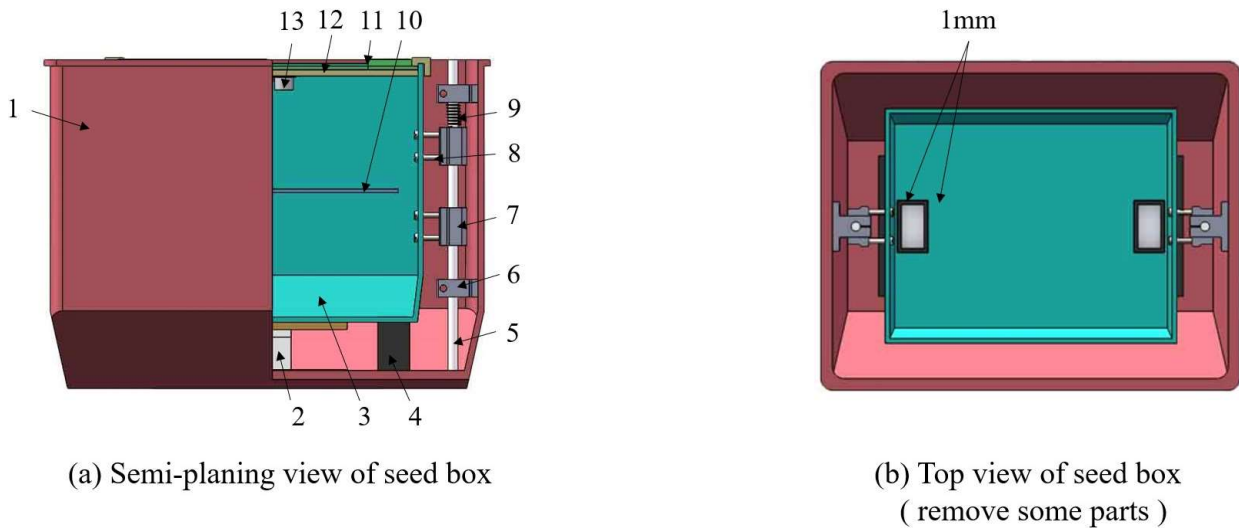 13 12 11 10
1mm
1
9
8
7
6
5
2 3 4
(a) Semi-planing view of seed box
(b) Top view of seed box
( remove some parts )